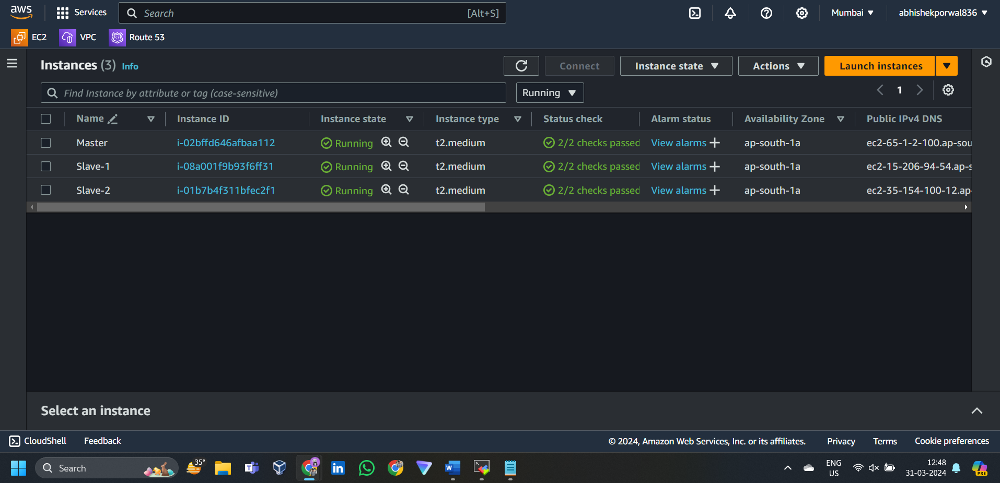 aws
Services
Search [Alt+S]
Mumbai
abhishekporwal836
EC2
VPC
53 Route 53
Instances (3) Info
Connect
Instance state
Actions
Launch instances
Find Instance by attribute or tag (case-sensitive)
Running
1
Name Instance ID Instance state Instance type Status check Alarm status Availability Zone Public IPv4 DNS
Master i-02bffd646afbaa112 Running t2.medium 2/2 checks passed View alarms + ap-south-1a ec2-65-1-2-100.ap-sou
Slave-1 i-08a001f9b93f6ff31 Running t2.medium 2/2 checks passed View alarms + ap-south-1a ec2-15-206-94-54.ap-s
Slave-2 i-01b7b4f311bfec2f1 Running t2.medium 2/2 checks passed View alarms + ap-south-1a ec2-35-154-100-12.ap-
Select an instance
CloudShell Feedback © 2024, Amazon Web Services, Inc. or its affiliates. Privacy Terms Cookie preferences
Search
35°
T
in
W
ENG
US
12:48
31-03-2024
PRE